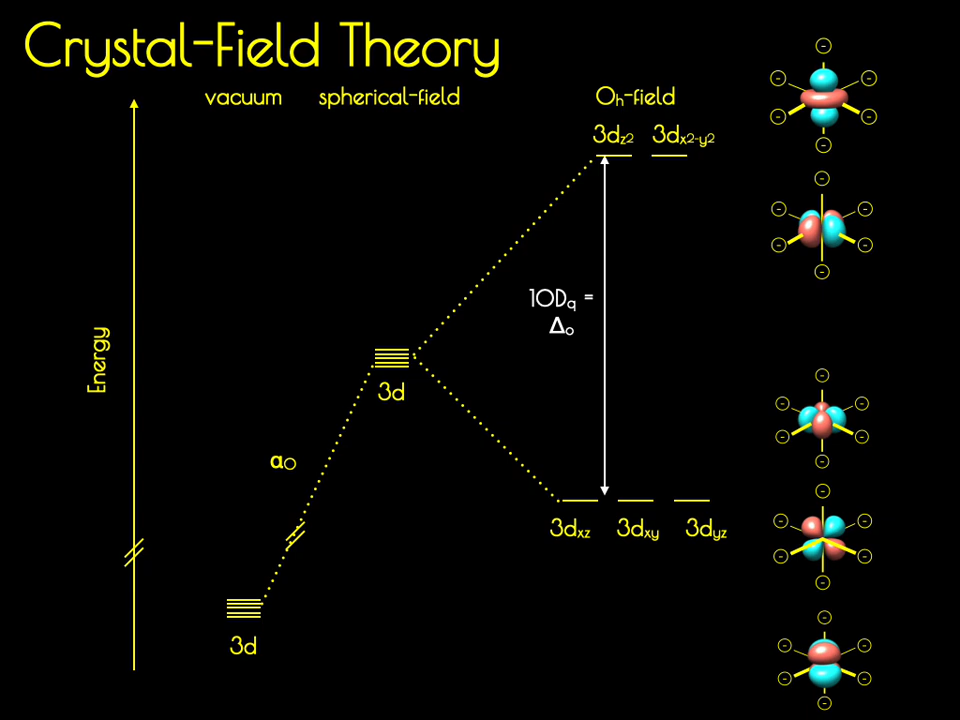 Crystal-Field Theory
vacuum spherical-field Oh-field
3dz2 3dx2-y2
10Dq =
Δo
Energy
3d
α0
3dxz 3dxy 3dyz
3d